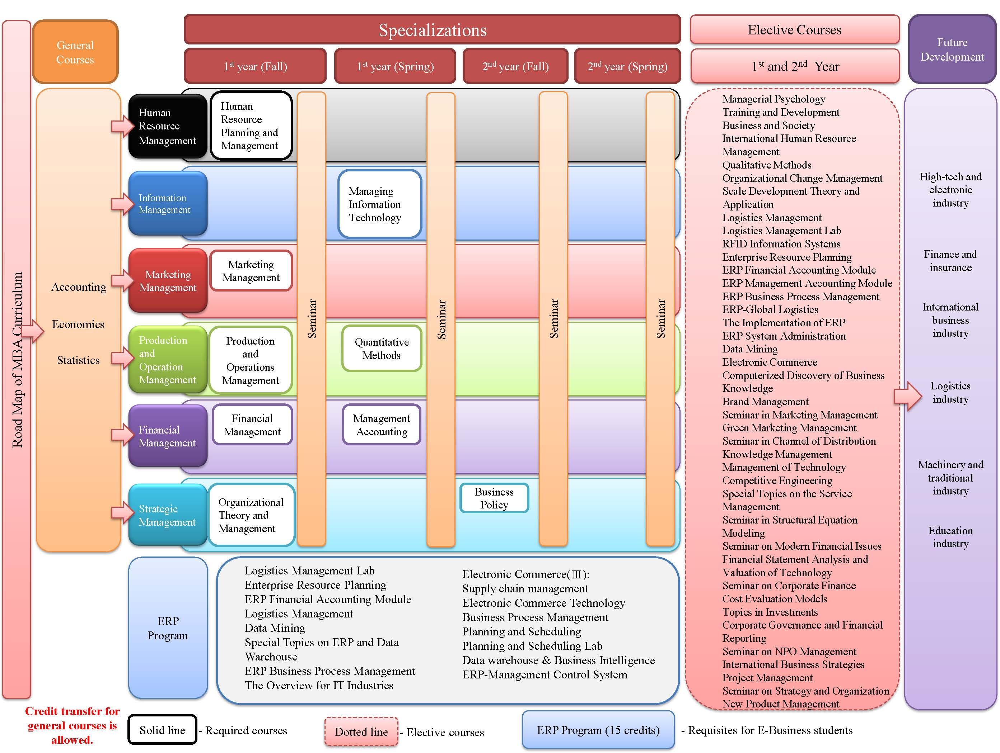 Road Map of MBA Curriculum
General
Courses
Accounting
Economics
Statistics
Specializations
1st year (Fall)
1st year (Spring)
2nd year (Fall)
2nd year (Spring)
Human
Resource
Management
Human
Resource
Planning and
Management
Information
Management
Managing
Information
Technology
Marketing
Management
Marketing
Management
Production
and
Operation
Management
Production
and
Operations
Management
Quantitative
Methods
Financial
Management
Financial
Management
Management
Accounting
Strategic
Management
Organizational
Theory and
Management
Business
Policy
Seminar
Seminar
Seminar
Seminar
ERP
Program
Logistics Management Lab
Enterprise Resource Planning
ERP Financial Accounting Module
Logistics Management
Data Mining
Special Topics on ERP and Data
Warehouse
ERP Business Process Management
The Overview for IT Industries
Electronic Commerce(Ⅲ):
Supply chain management
Electronic Commerce Technology
Business Process Management
Planning and Scheduling
Planning and Scheduling Lab
Data warehouse & Business Intelligence
ERP-Management Control System
Elective Courses
1st and 2nd Year
Managerial Psychology
Training and Development
Business and Society
International Human Resource
Management
Qualitative Methods
Organizational Change Management
Scale Development Theory and
Application
Logistics Management
Logistics Management Lab
RFID Information Systems
Enterprise Resource Planning
ERP Financial Accounting Module
ERP Management Accounting Module
ERP Business Process Management
ERP-Global Logistics
The Implementation of ERP
ERP System Administration
Data Mining
Electronic Commerce
Computerized Discovery of Business
Knowledge
Brand Management
Seminar in Marketing Management
Green Marketing Management
Seminar in Channel of Distribution
Knowledge Management
Management of Technology
Competitive Engineering
Special Topics on the Service
Management
Seminar in Structural Equation
Modeling
Seminar on Modern Financial Issues
Financial Statement Analysis and
Valuation of Technology
Seminar on Corporate Finance
Cost Evaluation Models
Topics in Investments
Corporate Governance and Financial
Reporting
Seminar on NPO Management
International Business Strategies
Project Management
Seminar on Strategy and Organization
New Product Management
Future
Development
High-tech and
electronic
industry
Finance and
insurance
International
business
industry
Logistics
industry
Machinery and
traditional
industry
Education
industry
Credit transfer for
general courses is
allowed.
Solid line
- Required courses
Dotted line
- Elective courses
ERP Program (15 credits)
- Requisites for E-Business students